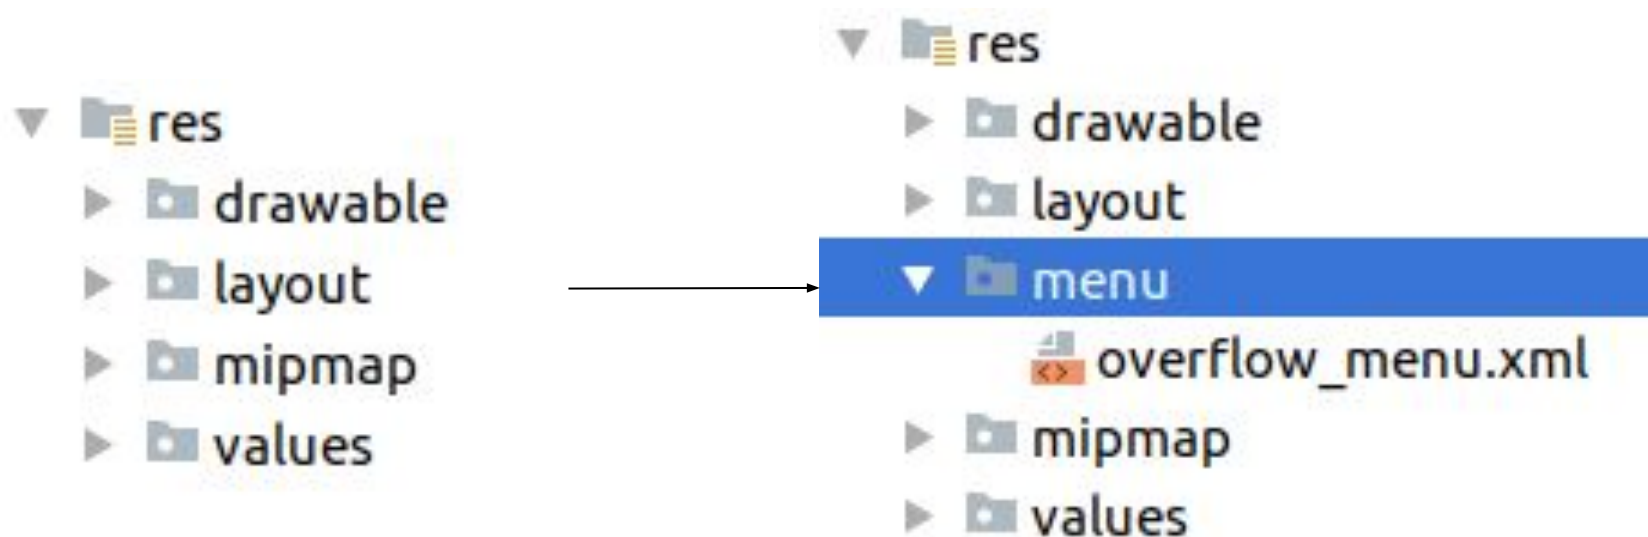 res
drawable
layout
mipmap
values
res
drawable
layout
menu
overflow_menu.xml
mipmap
values